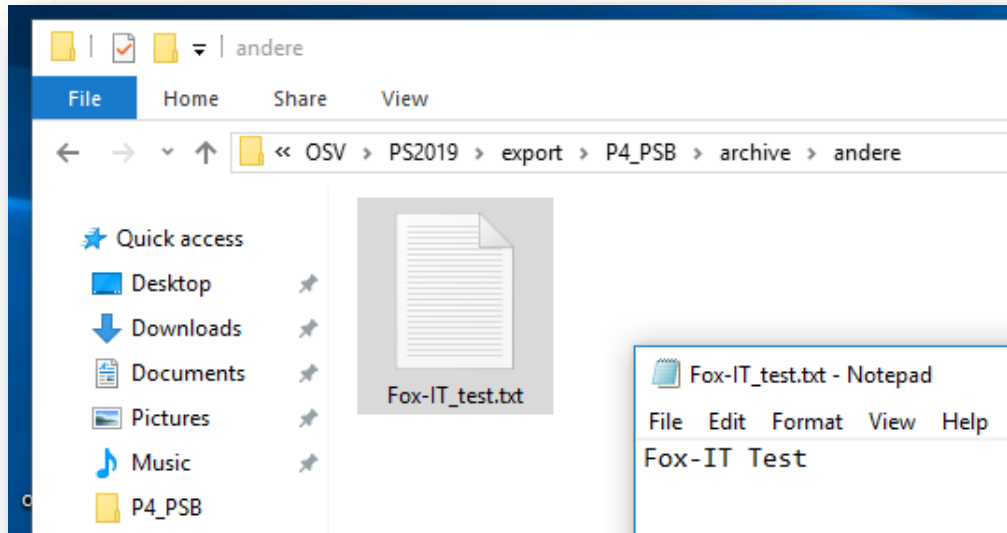 andere
File Home Share View
« OSV > PS2019 > export > P4_PSB > archive > andere
Quick access
Desktop
Downloads
Documents
Pictures
Music
P4_PSB
Fox-IT_test.txt
Fox-IT_test.txt - Notepad
File Edit Format View Help
Fox-IT Test